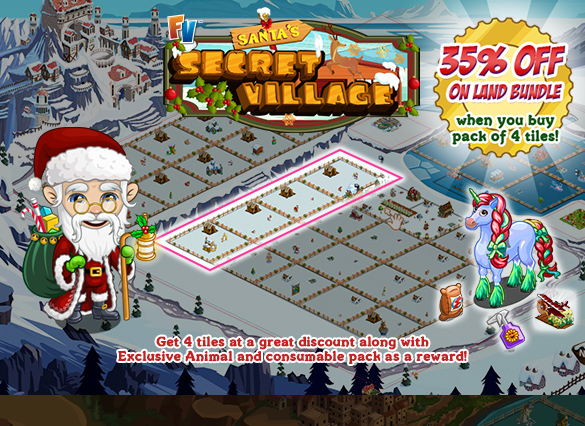 FV
SANTA'S
SECRET
VILLAGE
35% OFF
ON LAND BUNDLE
when you buy
pack of 4 tiles!
Get 4 tiles at a great discount along with
Exclusive Animal and consumable pack as a reward!